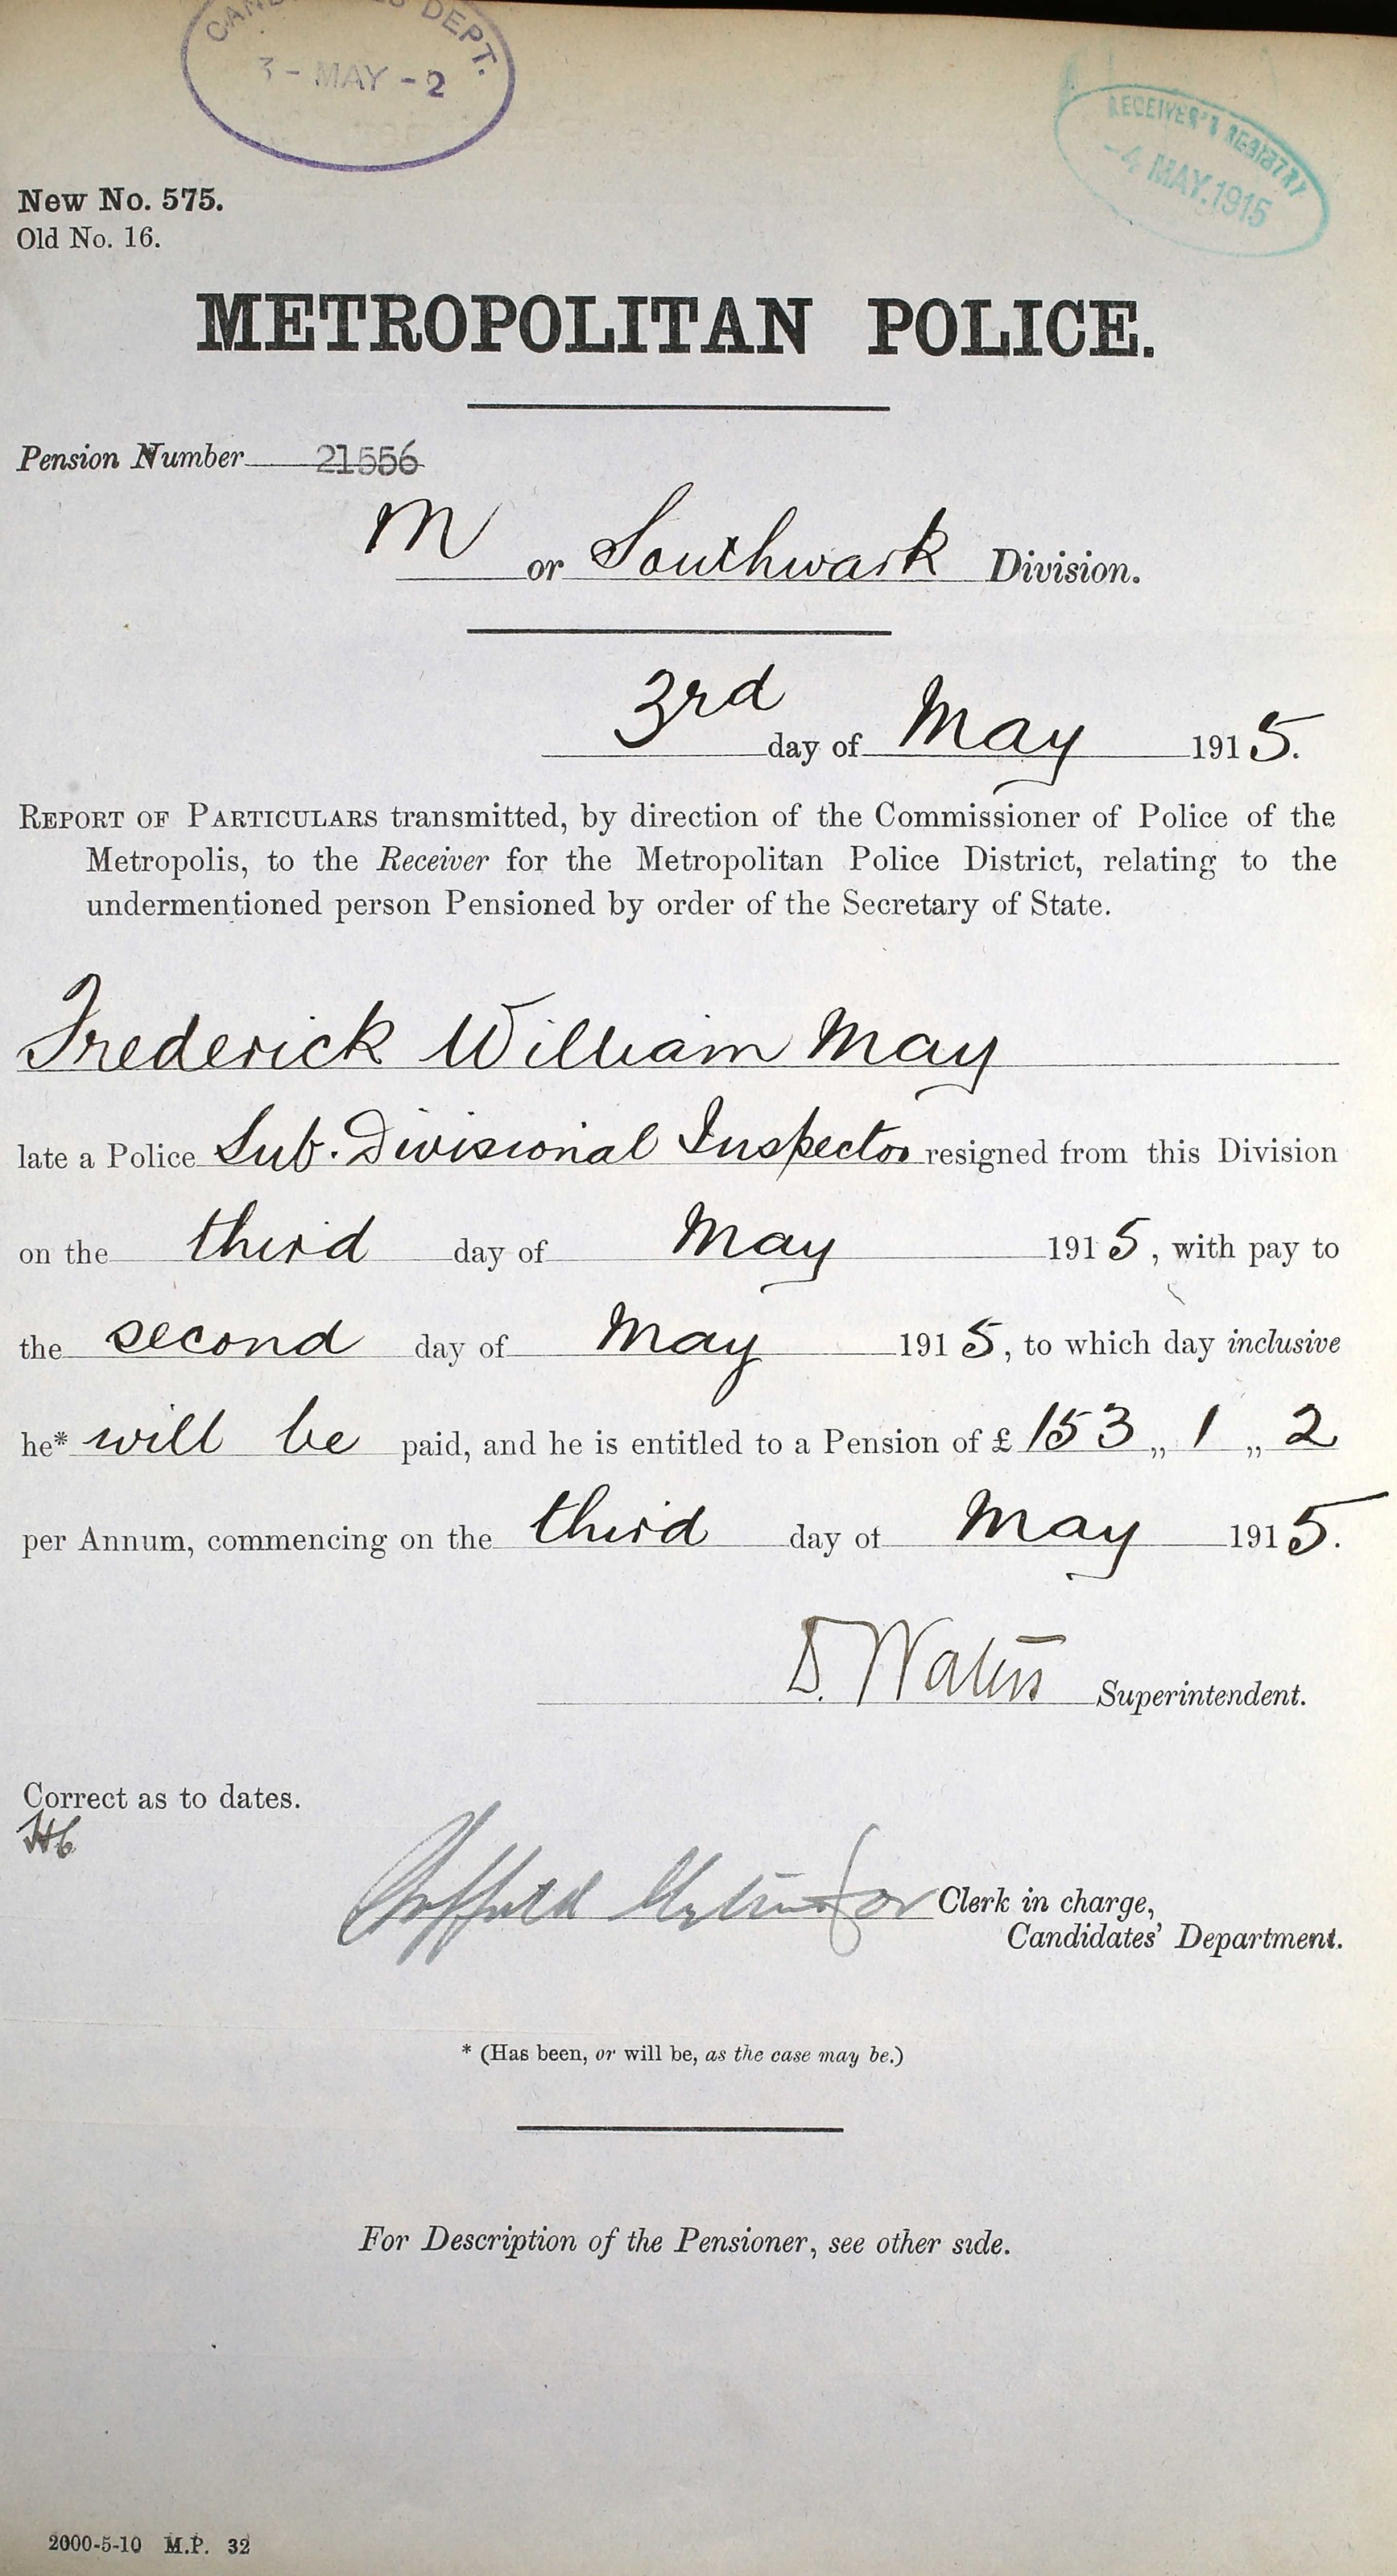 DEPT.
3 - MAY - 2
RECEIVER'S REGISTRY
-4 MAY.1915
New No. 575.
Old No. 16.
METROPOLITAN POLICE.
Pension Number 21556
M or Southwark Division.
3rd day of May 1915.
REPORT OF PARTICULARS transmitted, by direction of the Commissioner of Police of the
Metropolis, to the Receiver for the Metropolitan Police District, relating to the
undermentioned person Pensioned by order of the Secretary of State.
Frederick William May
late a Police Sub. Divisional Inspector resigned from this Division
on the third day of May 1915, with pay to
the second day of May 1915, to which day inclusive
he* will be paid, and he is entitled to a Pension of £153 „ 1 „ 2
per Annum, commencing on the third day of May 1915.
D. Waters Superintendent.
Correct as to dates.
for Clerk in charge,
Candidates' Department.
* (Has been, or will be, as the case may be.)
For Description of the Pensioner, see other side.
2000-5-10 M.P. 32